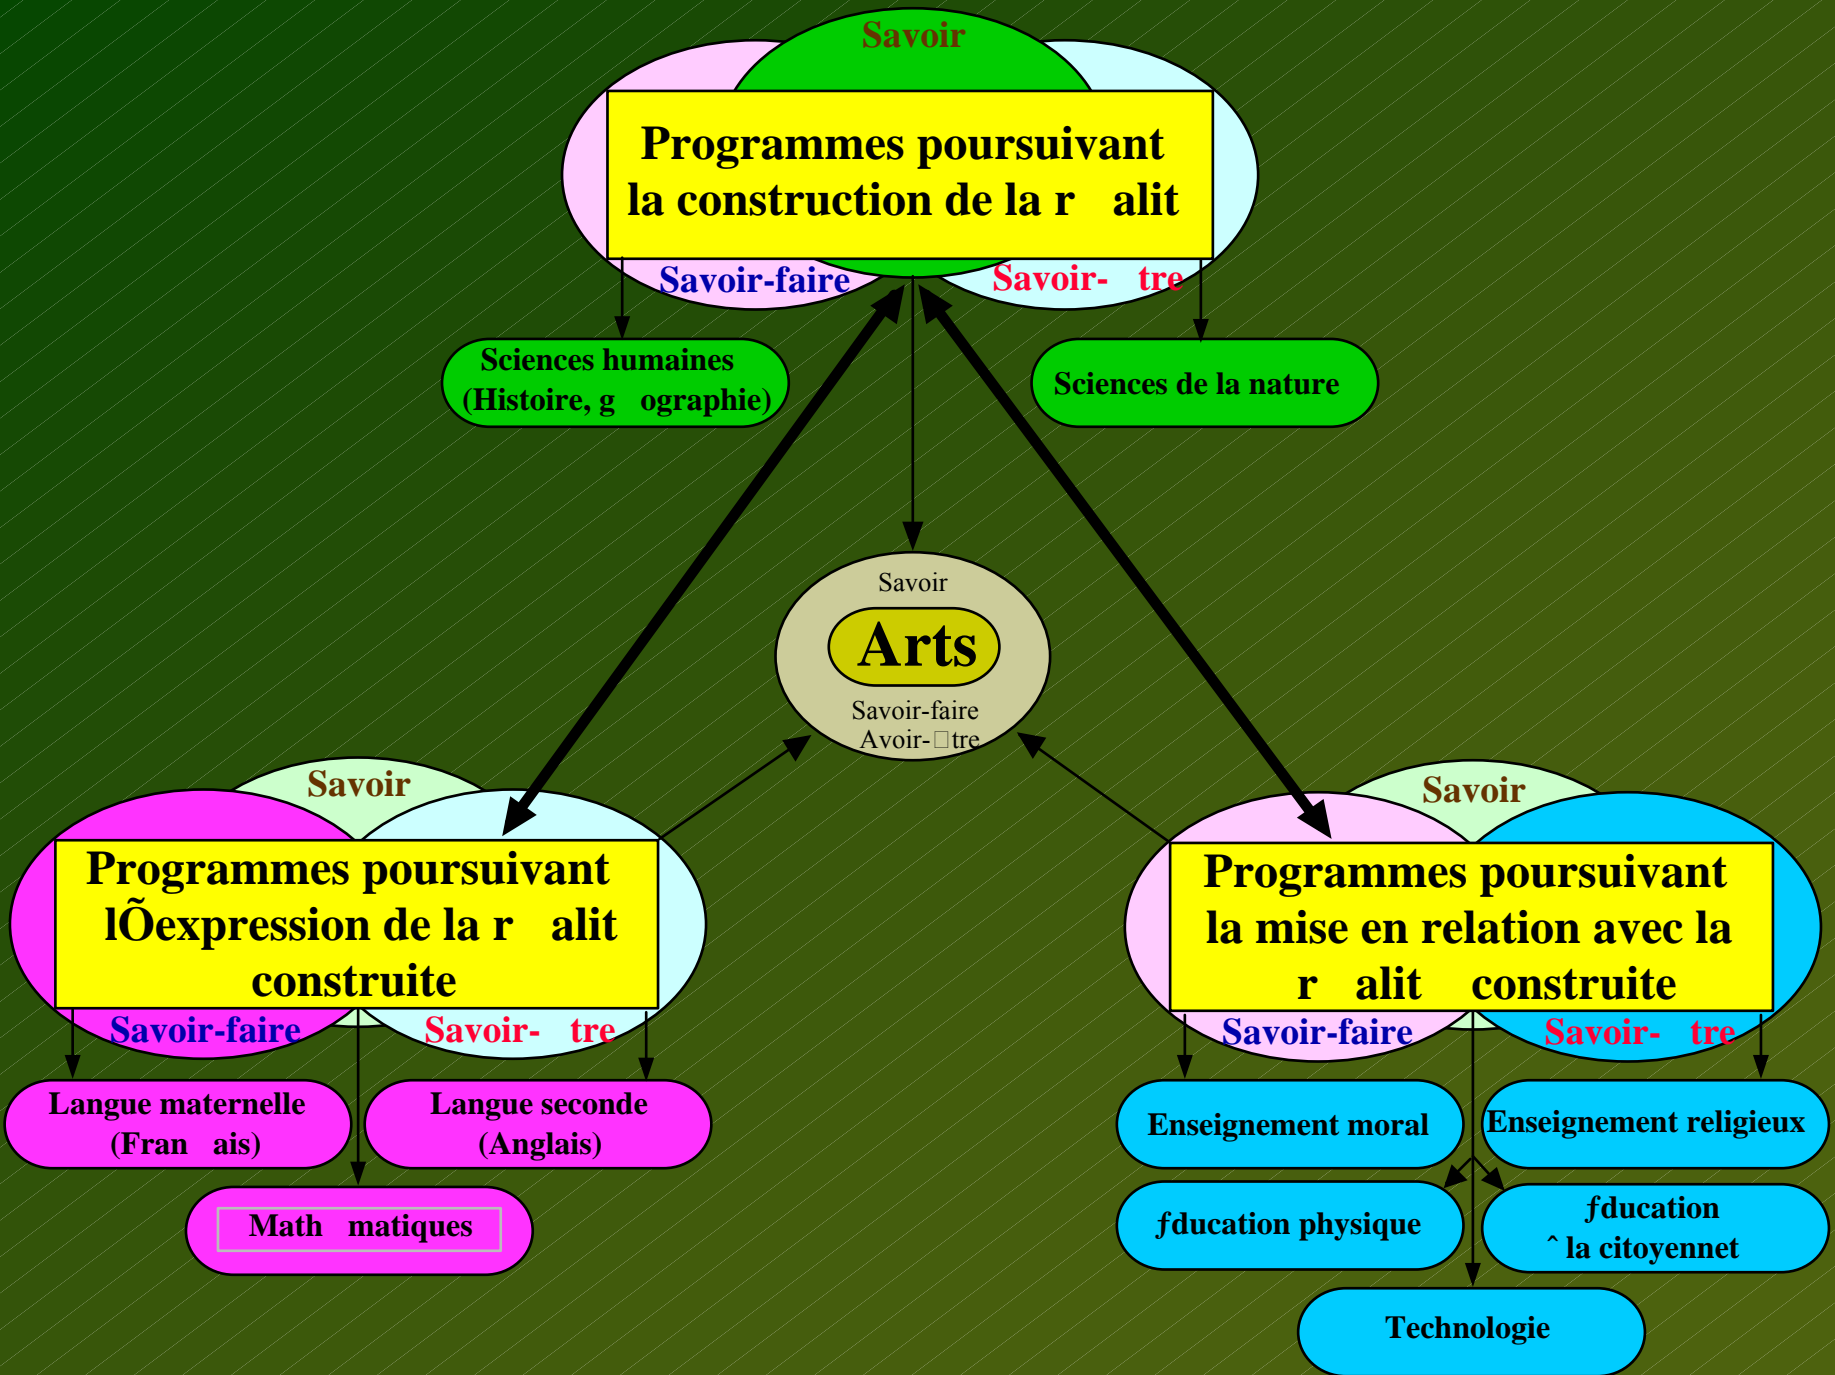 Savoir
Programmes poursuivant
la construction de la r alit
Savoir-faire
Savoir- tre
Sciences humaines
(Histoire, g ographie)
Sciences de la nature
Savoir
Arts
Savoir-faire
Avoir-□tre
Savoir
Programmes poursuivant
lÕexpression de la r alit
construite
Savoir-faire
Savoir- tre
Langue maternelle
(Fran ais)
Langue seconde
(Anglais)
Math matiques
Savoir
Programmes poursuivant
la mise en relation avec la
r alit construite
Savoir-faire
Savoir- tre
Enseignement moral
Enseignement religieux
ƒducation physique
ƒducation
ˆ la citoyennet
Technologie